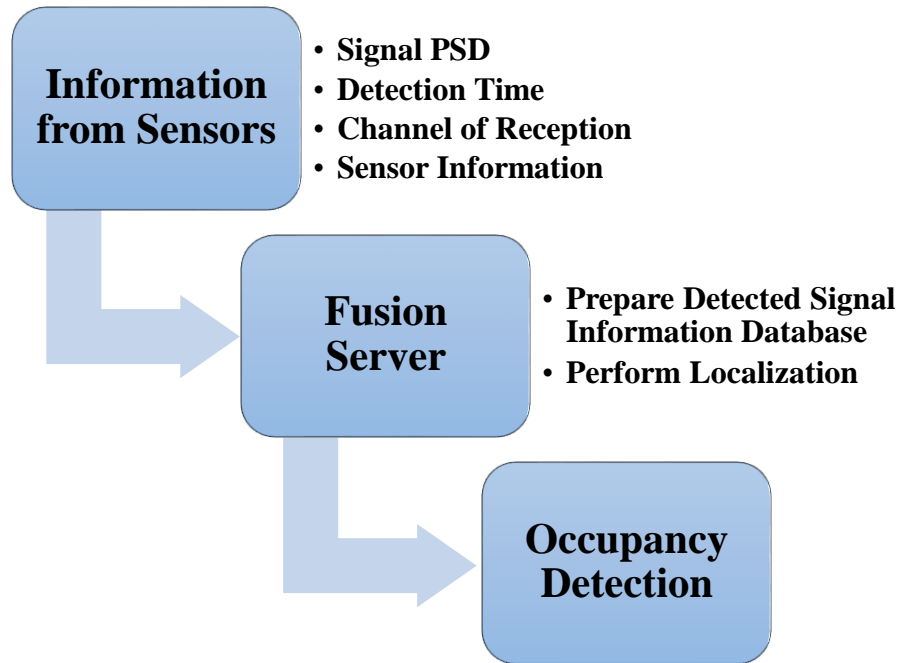 Information
from Sensors
• Signal PSD
• Detection Time
• Channel of Reception
• Sensor Information
Fusion
Server
• Prepare Detected Signal
Information Database
• Perform Localization
Occupancy
Detection